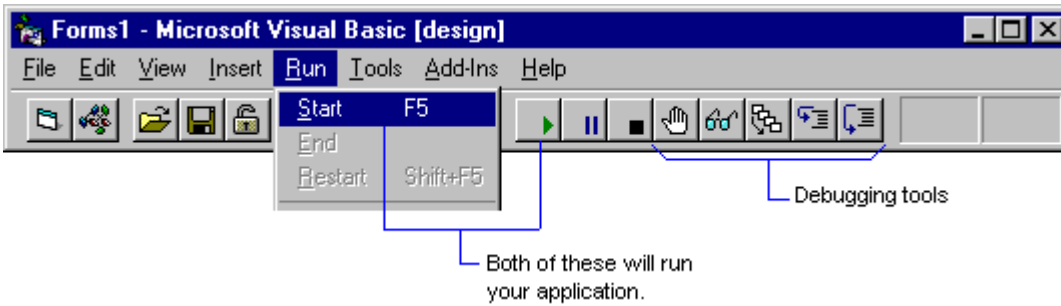 Forms1 - Microsoft Visual Basic [design]
File Edit View Insert Run Tools Add-Ins Help
Start F5
End
Restart Shift+F5
Debugging tools
Both of these will run
your application.